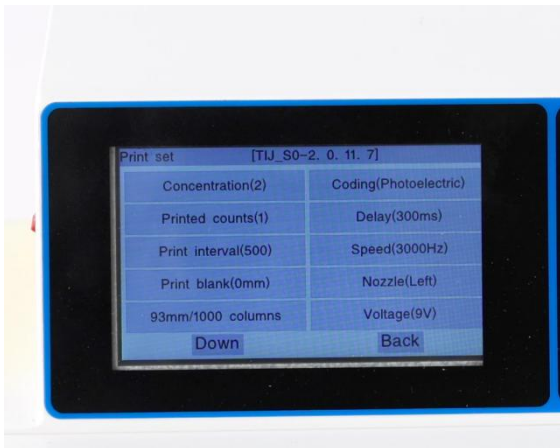 Print set [TIJ_S0-2. 0. 11. 7]
Concentration(2) Coding(Photoelectric)
Printed counts(1) Delay(300ms)
Print interval(500) Speed(3000Hz)
Print blank(0mm) Nozzle(Left)
93mm/1000 columns Voltage(9V)
Down Back